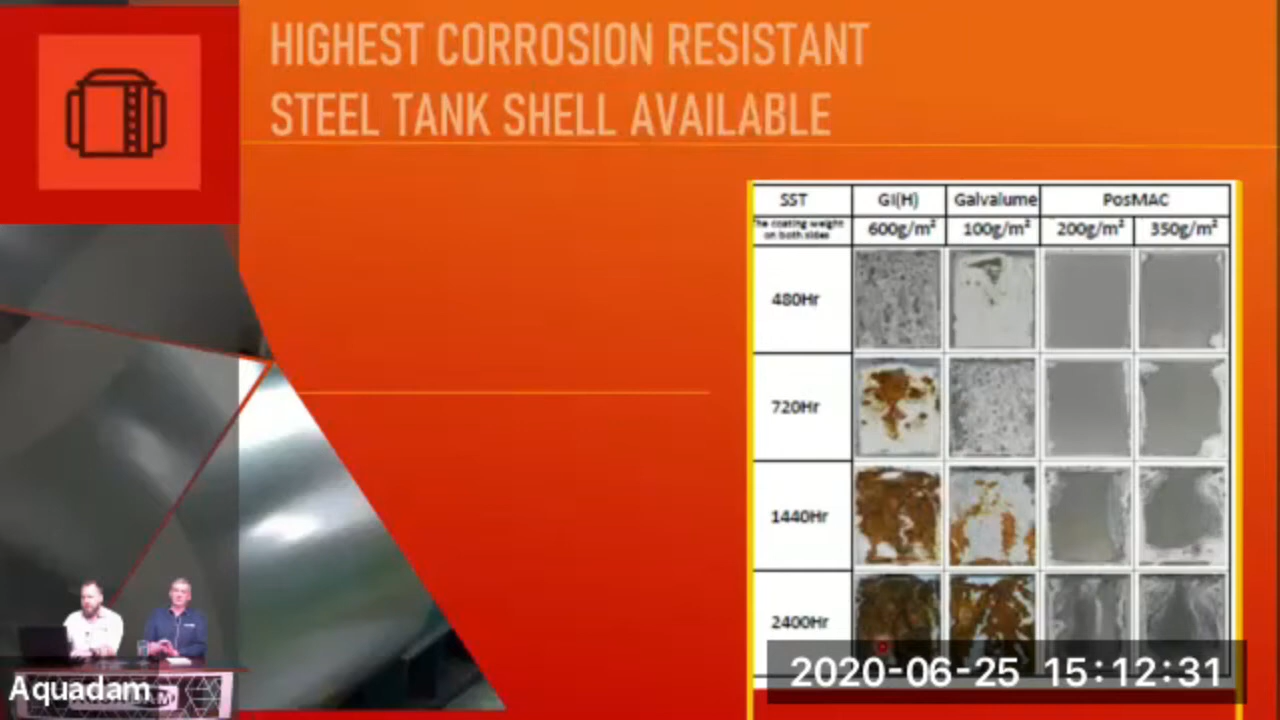 HIGHEST CORROSION RESISTANT
STEEL TANK SHELL AVAILABLE
SST GI(H) Galvalume PosMAC
The coating weight
on both sides
600g/m² 100g/m² 200g/m² 350g/m²
480Hr
720Hr
1440Hr
2400Hr
2020-06-25 15:12:31
Aquadam